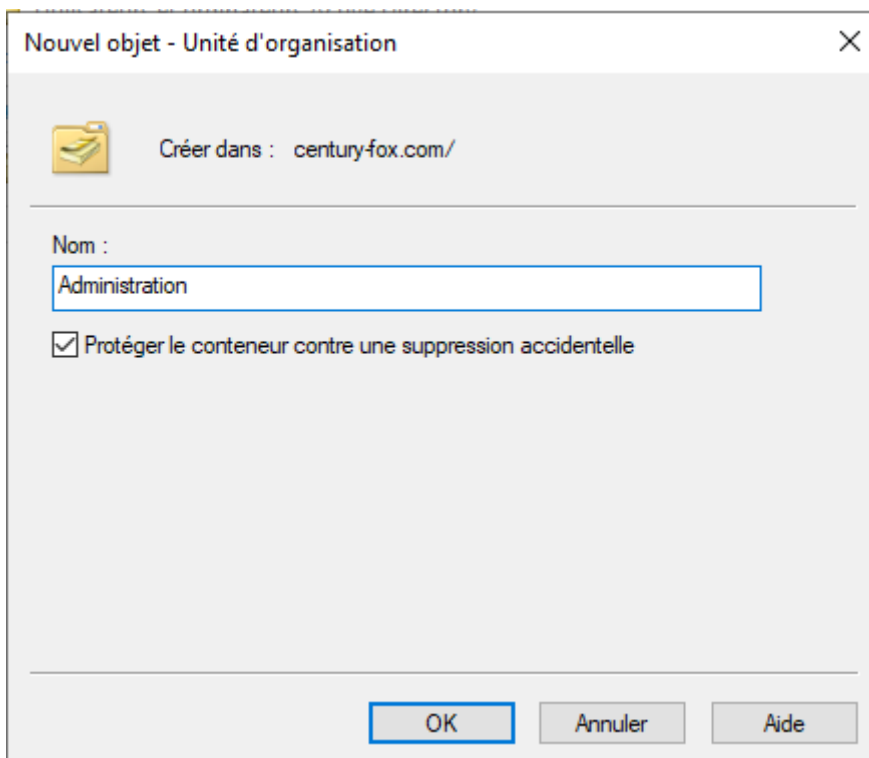 Nouvel objet - Unité d'organisation
Créer dans : century-fox.com/
Nom :
Administration
Protéger le conteneur contre une suppression accidentelle
OK Annuler Aide